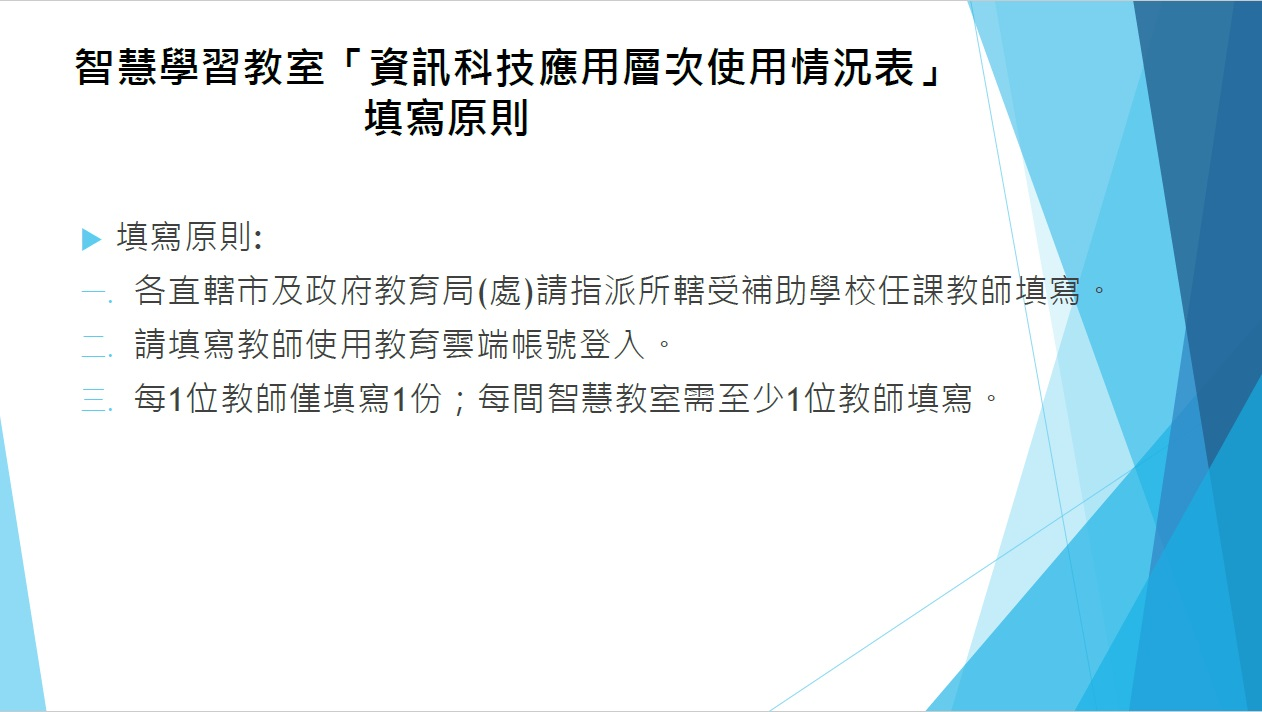 智慧學習教室「資訊科技應用層次使用情況表」
填寫原則
填寫原則:
一. 各直轄市及政府教育局(處)請指派所轄受補助學校任課教師填寫。
二. 請填寫教師使用教育雲端帳號登入。
三. 每1位教師僅填寫1份；每間智慧教室需至少1位教師填寫。